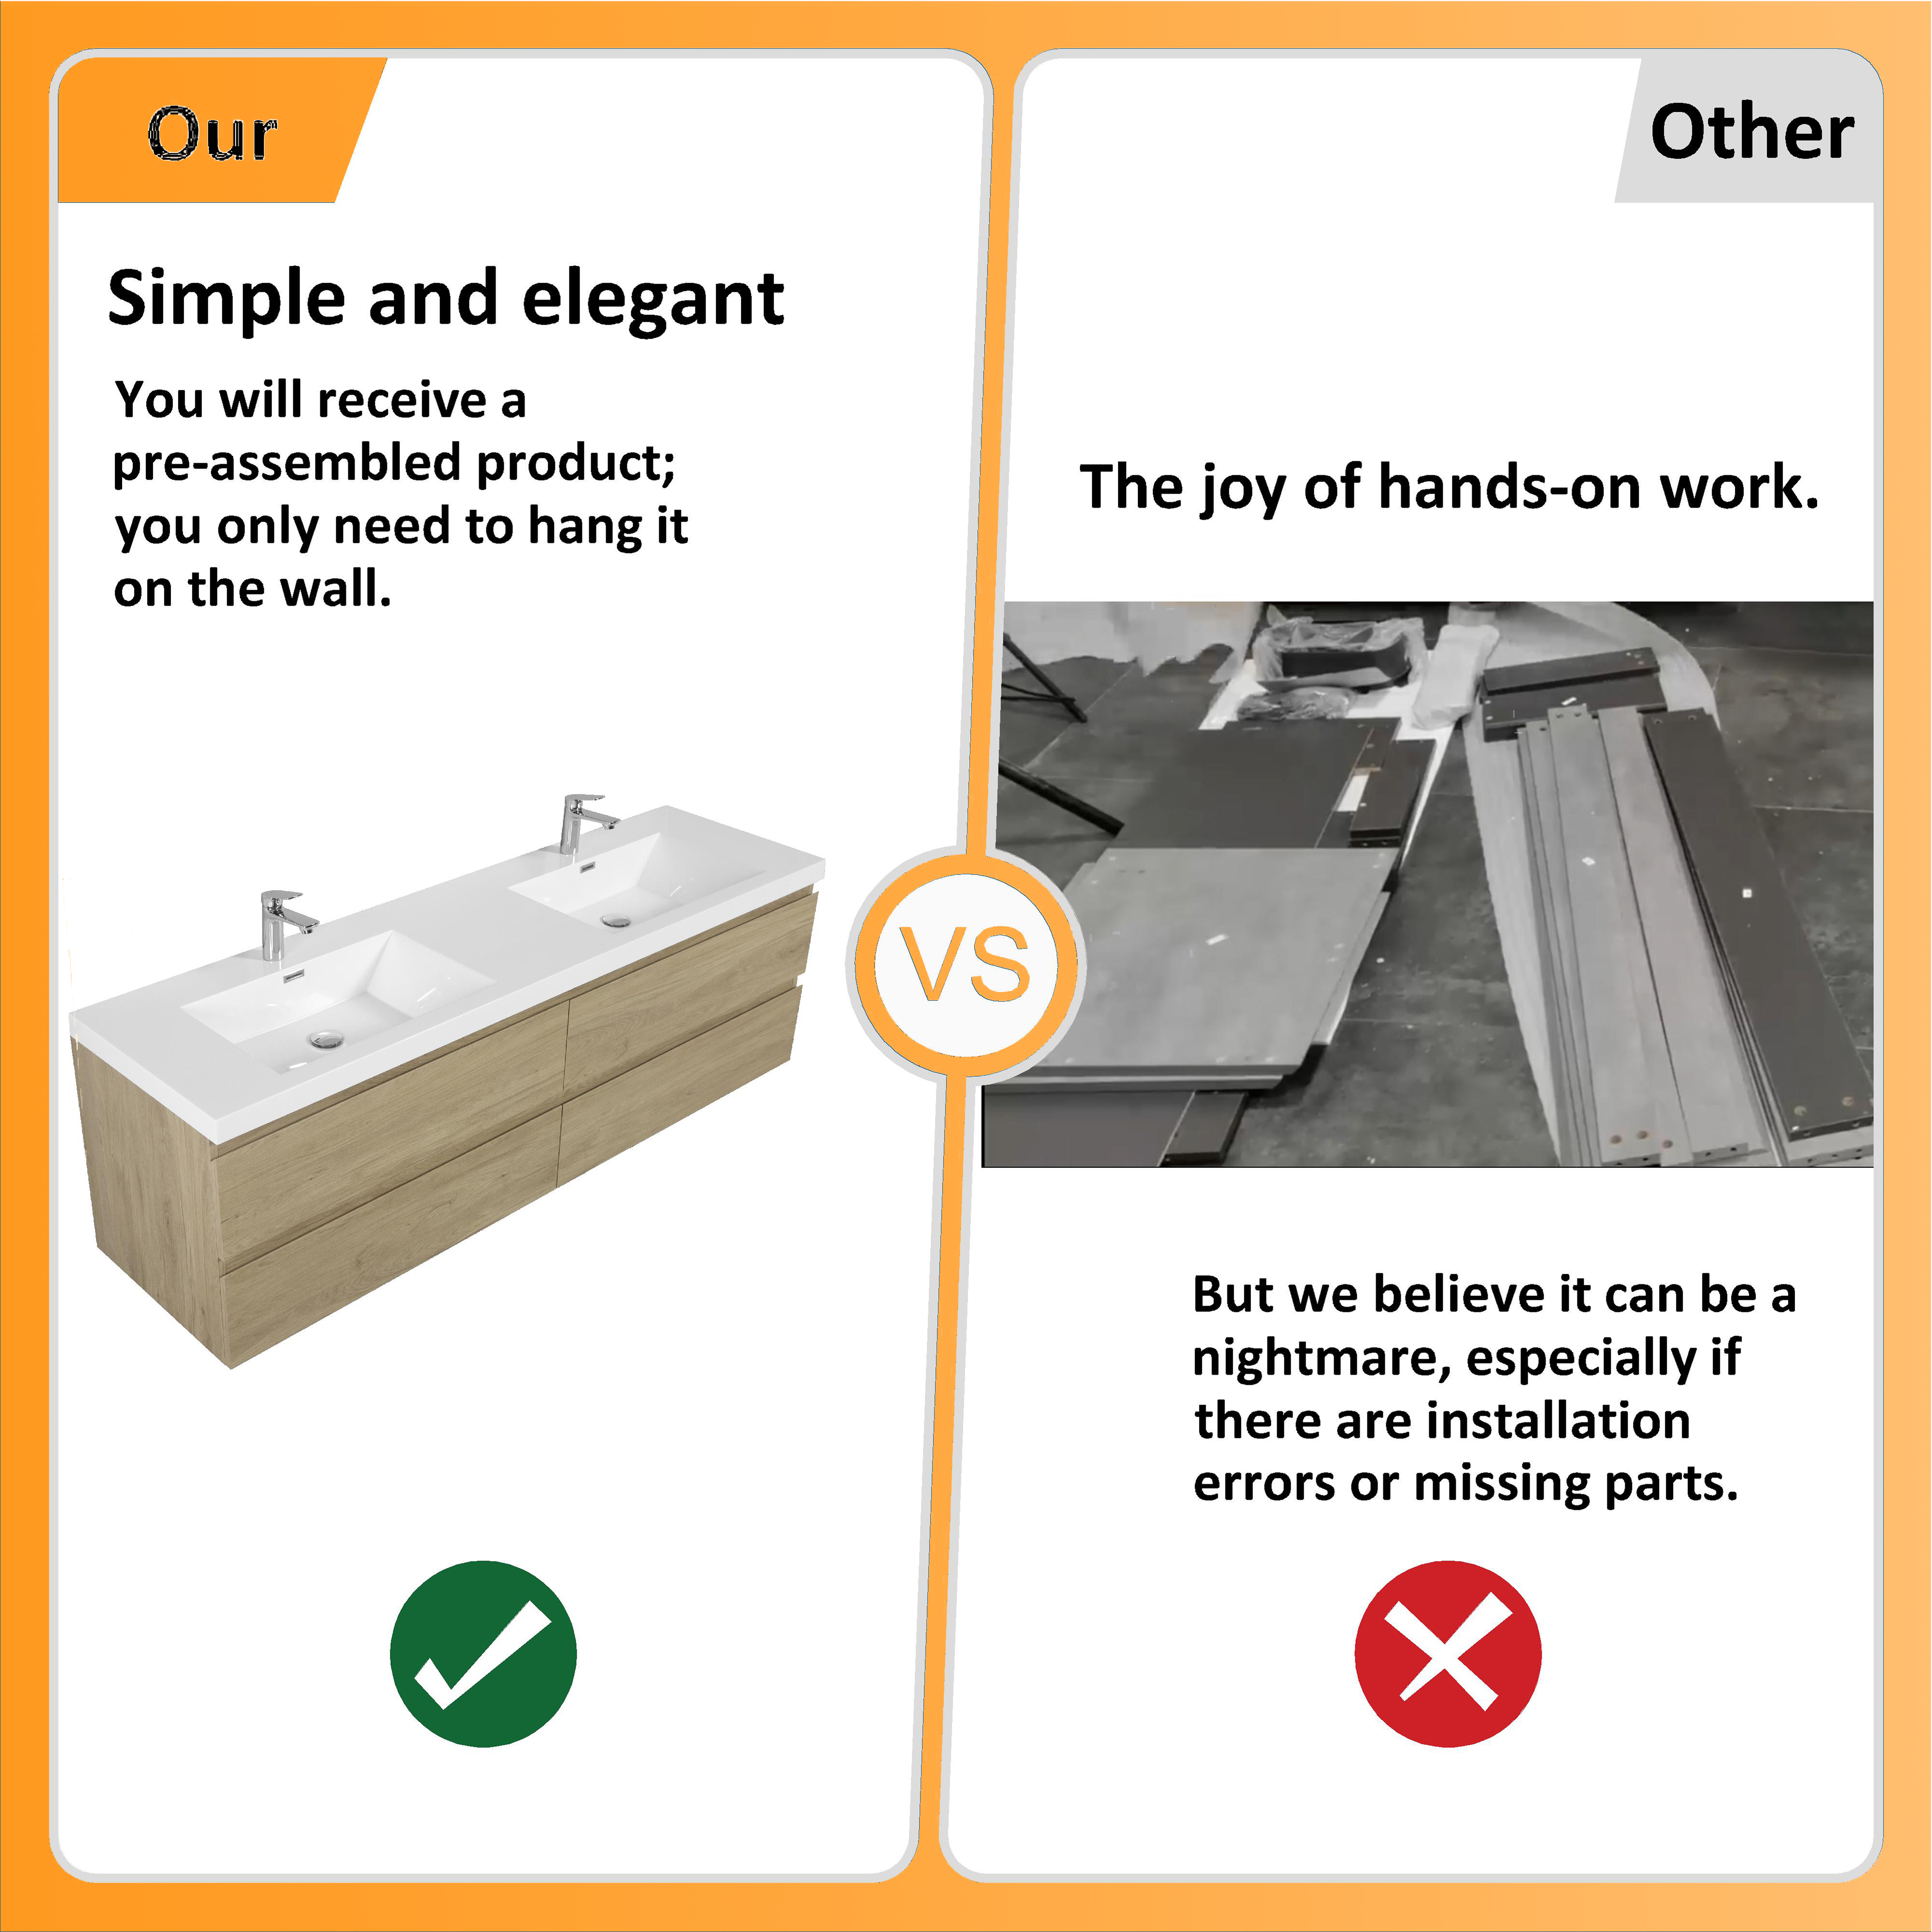 Our
Simple and elegant
You will receive a
pre-assembled product;
you only need to hang it
on the wall.
VS
Other
The joy of hands-on work.
But we believe it can be a
nightmare, especially if
there are installation
errors or missing parts.